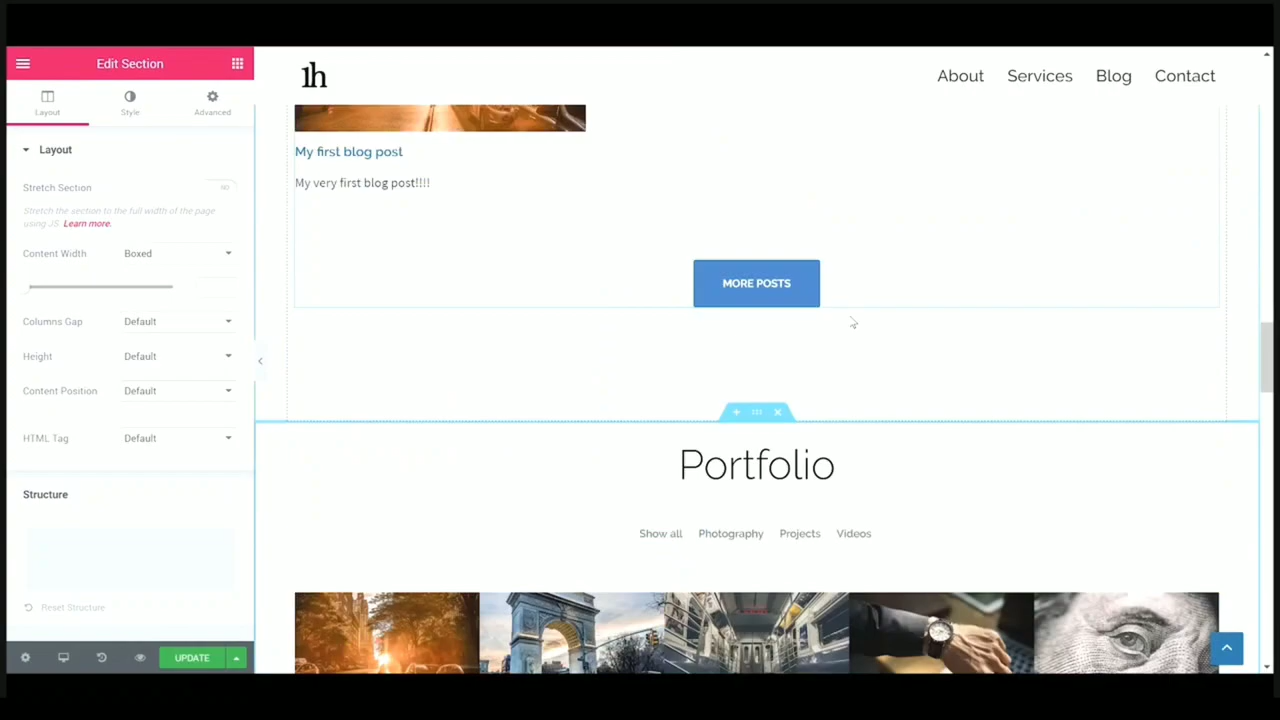 Edit Section
Layout
Style
Advanced
Layout
Stretch Section
NO
Stretch the section to the full width of the page
using JS. Learn more.
Content Width
Boxed
Columns Gap
Default
Height
Default
Content Position
Default
HTML Tag
Default
Structure
Reset Structure
UPDATE
1h
About
Services
Blog
Contact
My first blog post
My very first blog post!!!!
MORE POSTS
Portfolio
Show all
Photography
Projects
Videos